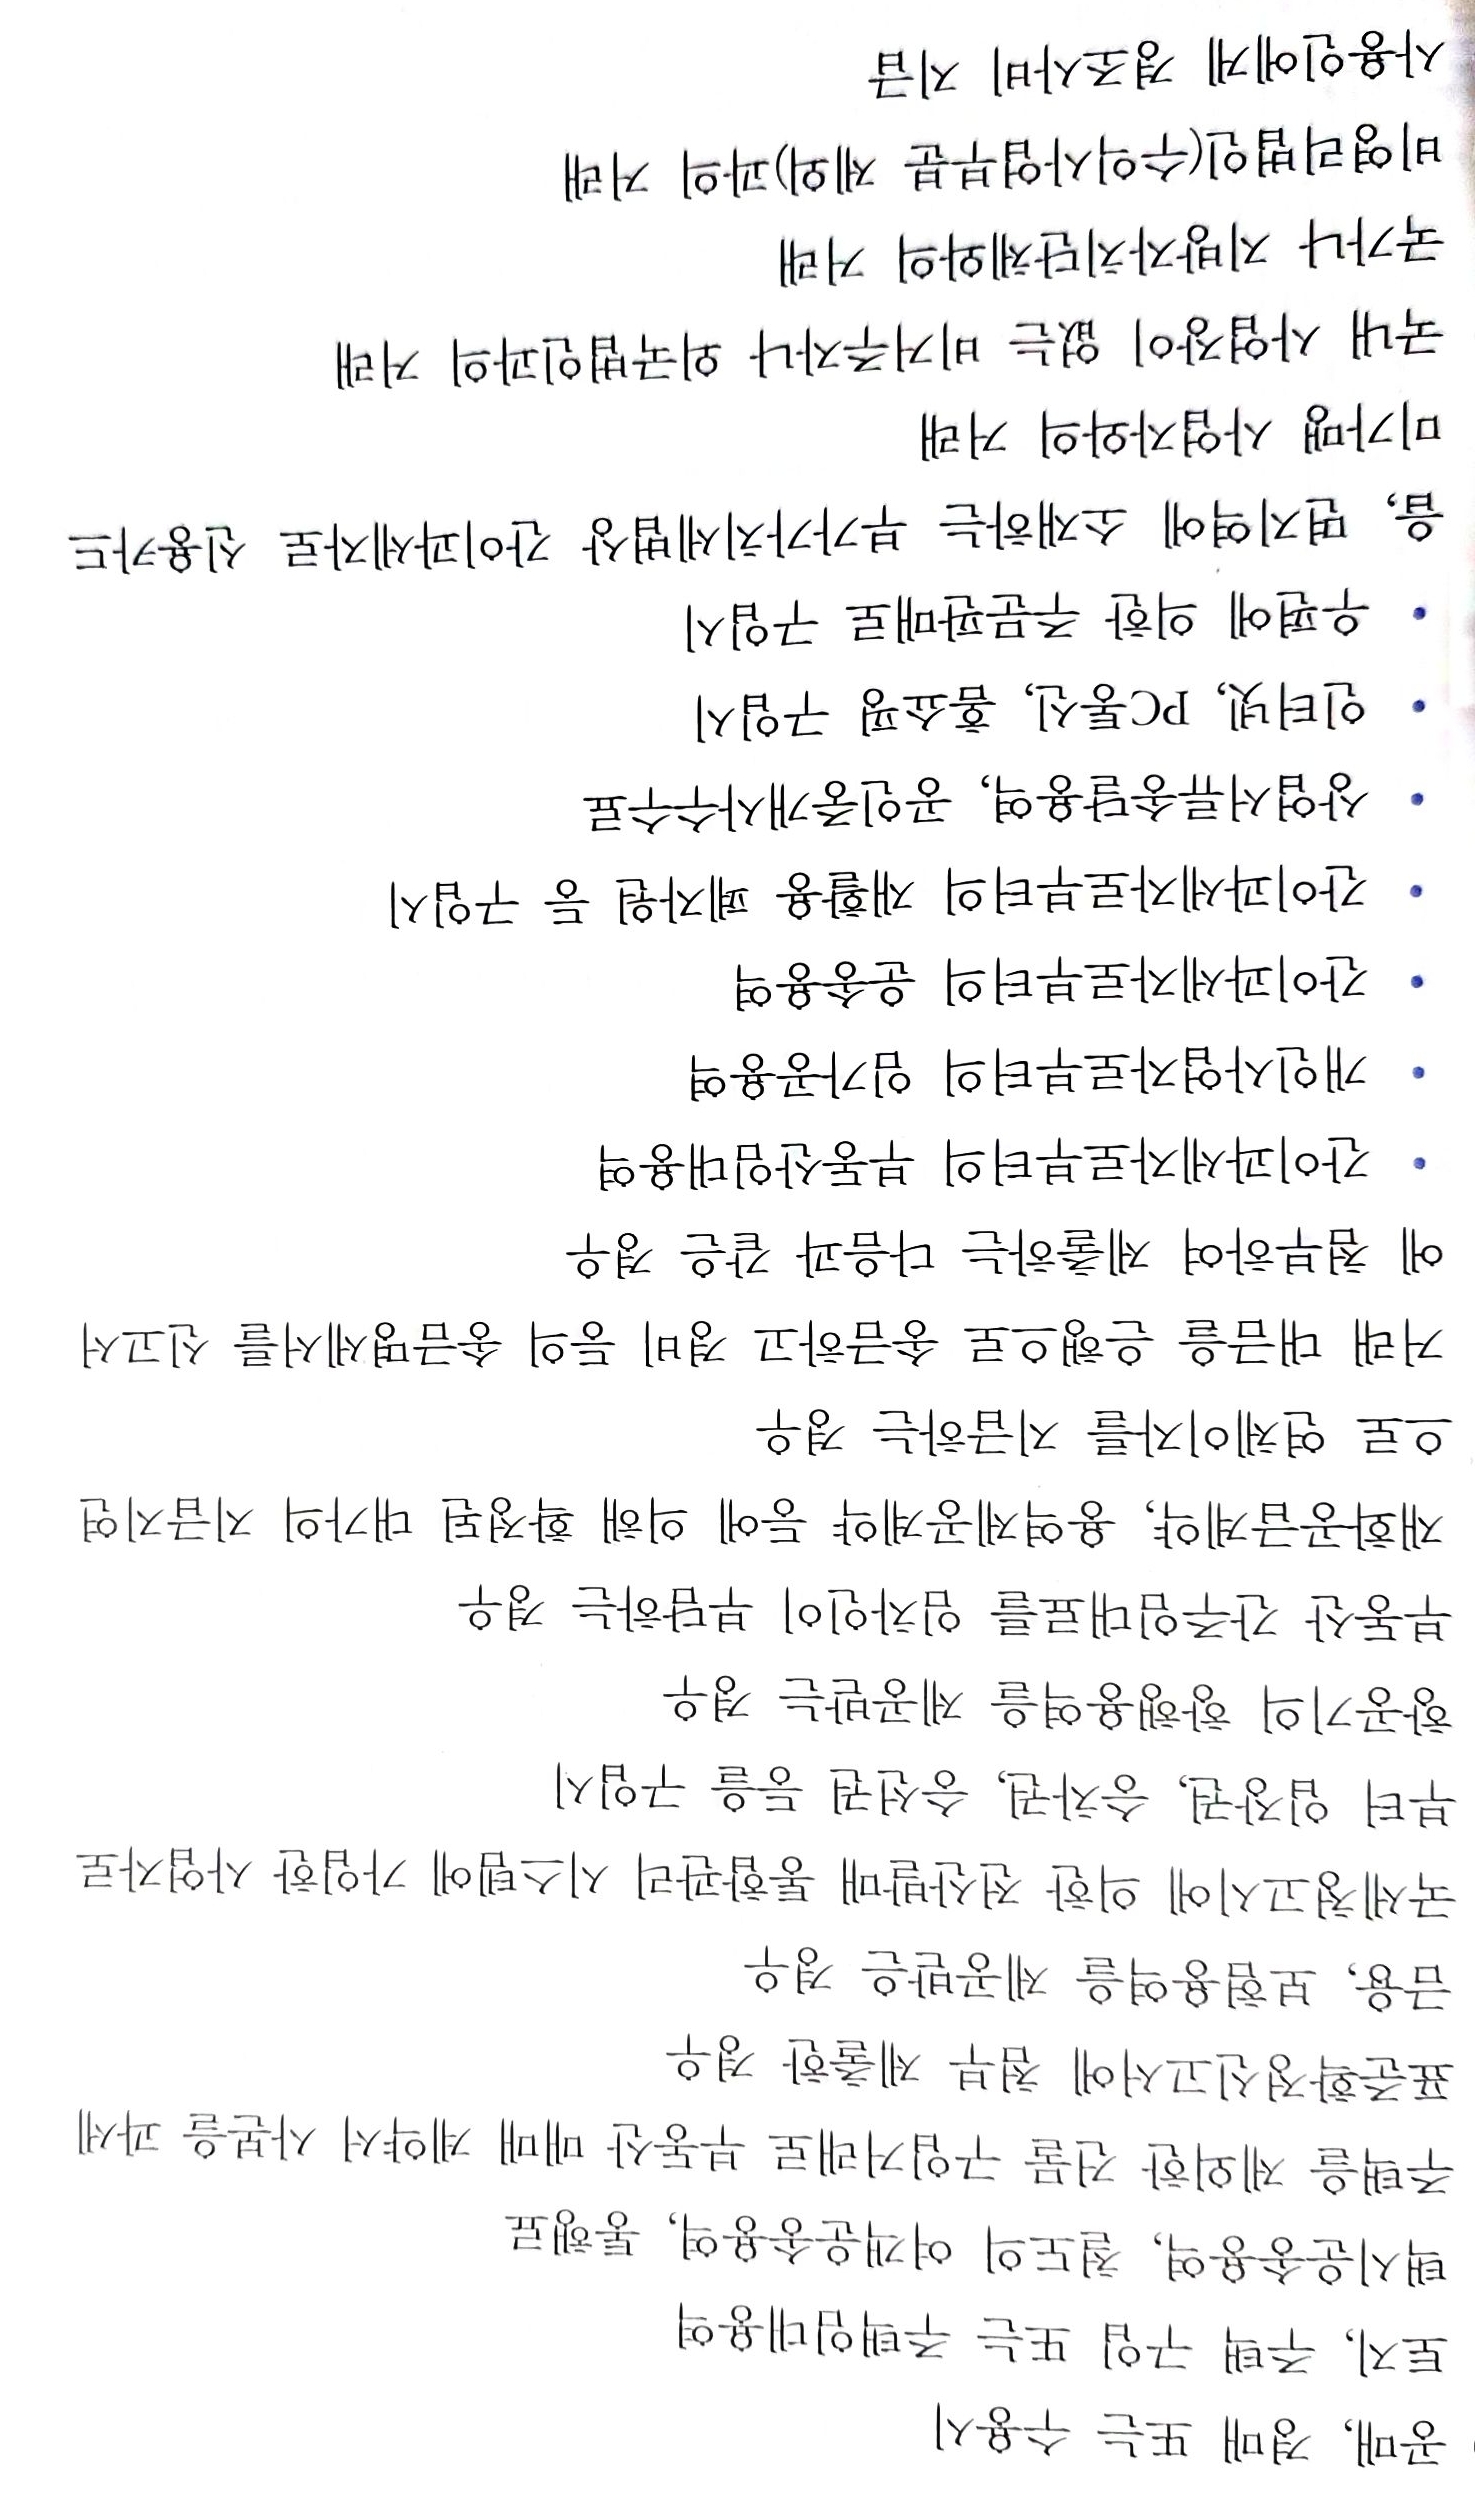 공매, 경매 또는 수용시
토지, 주택 구입 또는 주택임대용역
택시운송용역, 철도의 여객운송용역, 통행료
주택을 제외한 건물 구입거래로 부동산 매매 계약서 사본을 과세
표준확정신고서에 첨부 제출한 경우
금융, 보험용역을 제공받은 경우
국세청고시에 의한 전산발매 통합관리 시스템에 가입한 사업자로
부터 입장권, 승차권, 승선권 등을 구입시
항공기의 항행용역을 제공받는 경우
부동산 간주임대료를 임차인이 부담하는 경우
재화공급계약, 용역제공계약 등에 의해 확정된 대가의 지급지연
으로 연체이자를 지급하는 경우
거래 대금을 은행으로 송금하고 경비 등의 송금명세서를 신고서
에 첨부하여 제출하는 다음과 같은 경우
• 간이과세자로부터의 부동산임대용역
• 개인사업자로부터의 임가공용역
• 간이과세자로부터의 운송용역
• 간이과세자로부터의 재활용 폐자원 등 구입시
• 상업서류송달용역, 공인중개사수수료
• 인터넷, PC통신, 홈쇼핑 구입시
• 우편에 의한 주문판매로 구입시
읍, 면지역에 소재하는 부가가치세법상 간이과세자로 신용카드
미가맹 사업자와의 거래
국내 사업장이 없는 비거주자나 외국법인과의 거래
국가나 지방자치단체와의 거래
비영리법인(수익사업부문 제외)과의 거래
사용인에게 경조사비 지급